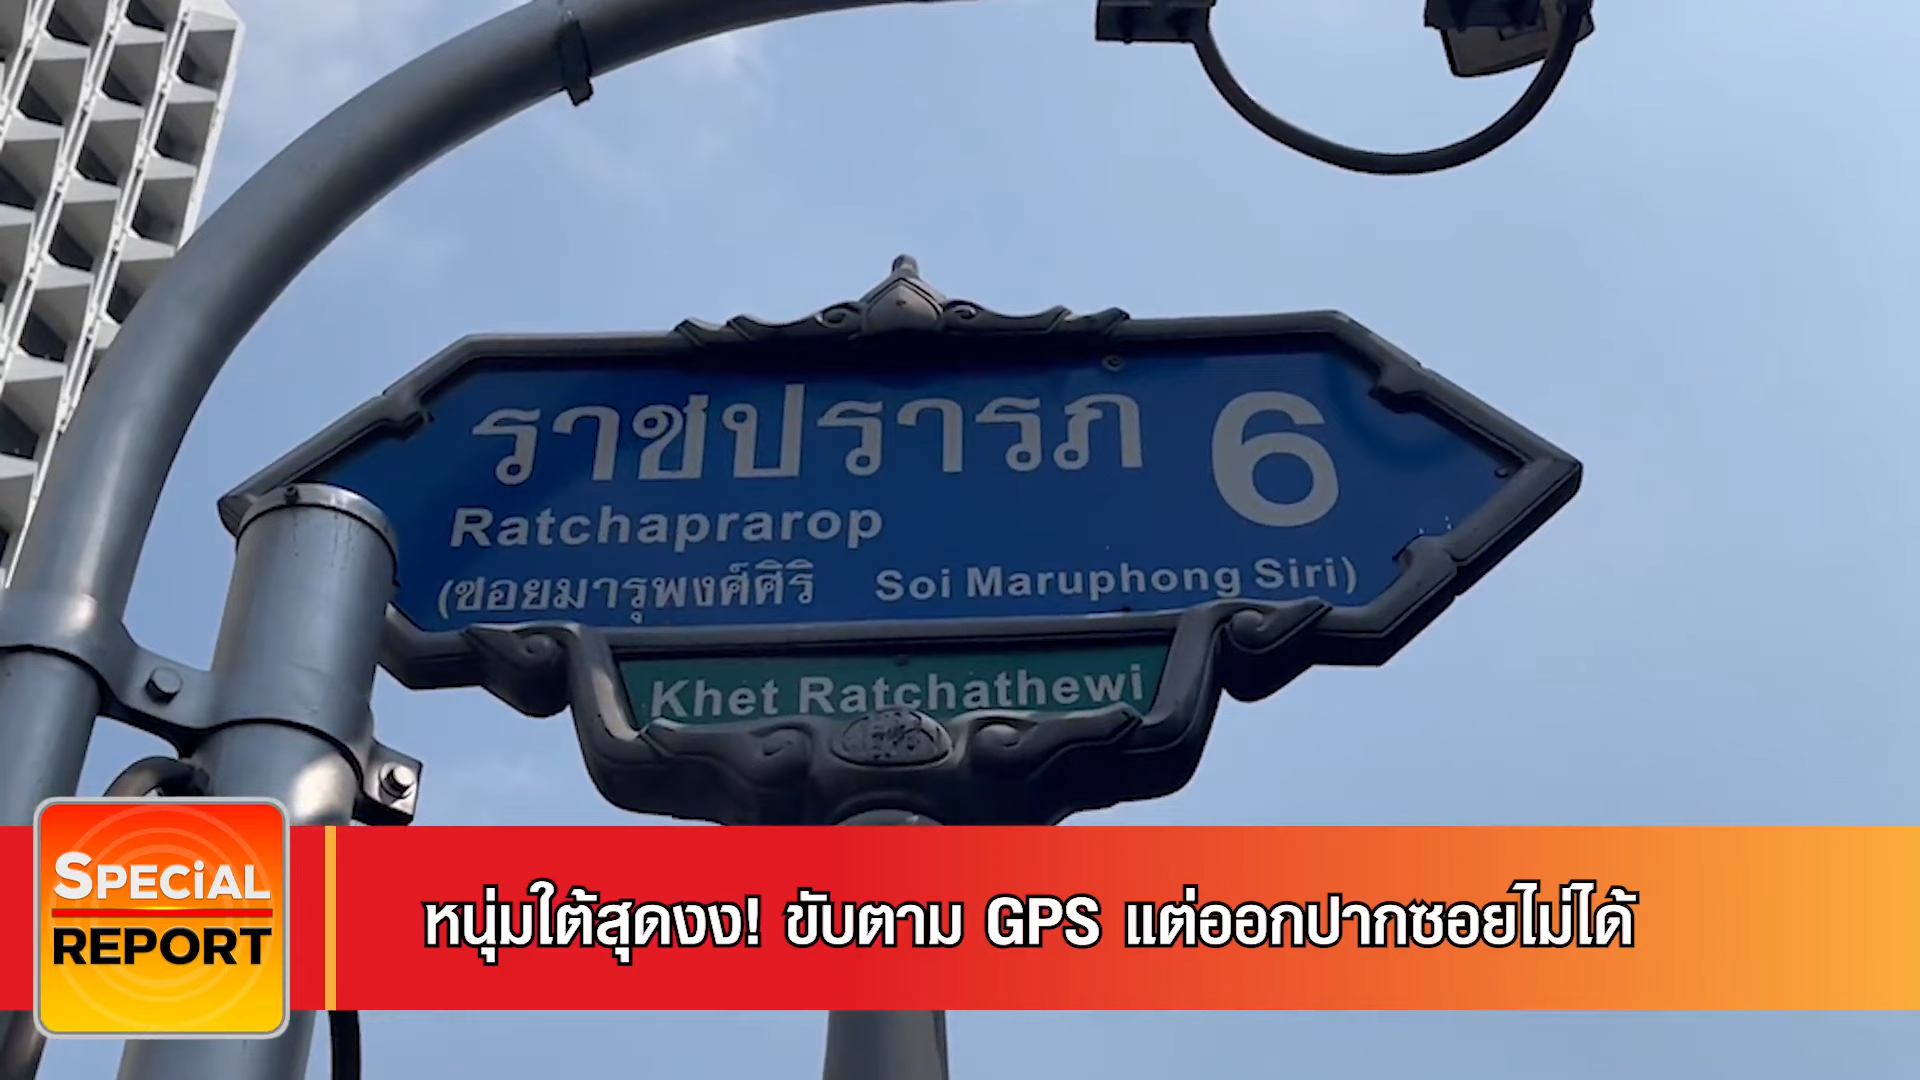 ราชปรารภ 6
Ratchaprarop
(ซอยมารุพงศ์ศิริ Soi Maruphong Siri)
Khet Ratchathewi
SPECiAL
REPORT
หนุ่มใต้สุดงง! ขับตาม GPS แต่ออกปากซอยไม่ได้